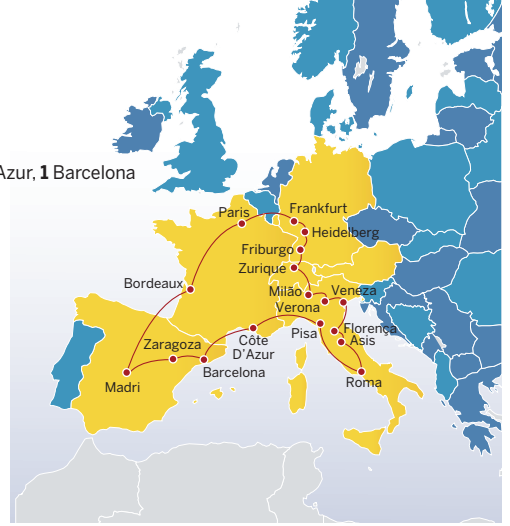 Azur, 1 Barcelona
Paris
Frankfurt
Heidelberg
Friburgo
Zurique
Bordeaux
Milão
Veneza
Verona
Zaragoza
Côte
D'Azur
Pisa
Florença
Asis
Madri
Barcelona
Roma